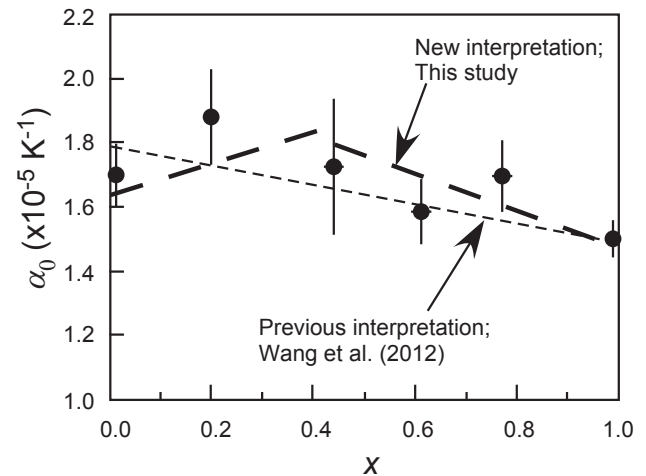 2.2
2.0
1.8
1.6
1.4
1.2
1.0
α₀ (x10⁻⁵ K⁻¹)
New interpretation;
This study
Previous interpretation;
Wang et al. (2012)
0.0 0.2 0.4 0.6 0.8 1.0
x